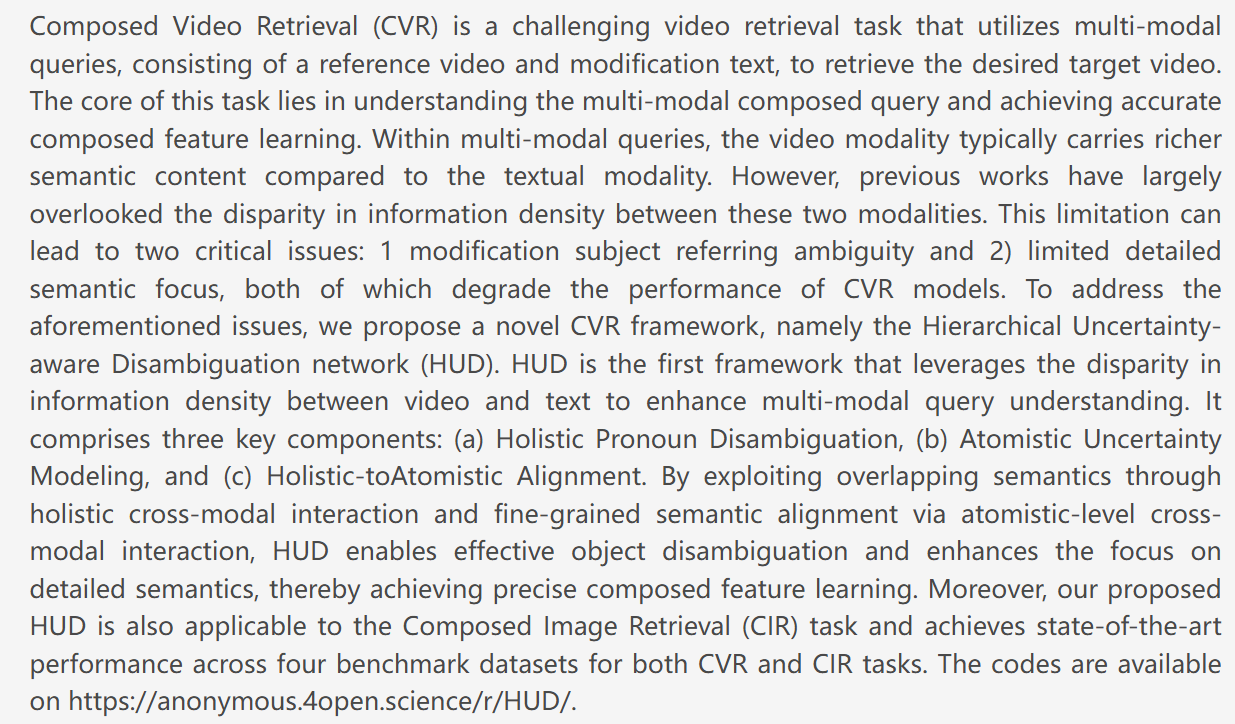 Composed Video Retrieval (CVR) is a challenging video retrieval task that utilizes multi-modal
queries, consisting of a reference video and modification text, to retrieve the desired target video.
The core of this task lies in understanding the multi-modal composed query and achieving accurate
composed feature learning. Within multi-modal queries, the video modality typically carries richer
semantic content compared to the textual modality. However, previous works have largely
overlooked the disparity in information density between these two modalities. This limitation can
lead to two critical issues: 1 modification subject referring ambiguity and 2) limited detailed
semantic focus, both of which degrade the performance of CVR models. To address the
aforementioned issues, we propose a novel CVR framework, namely the Hierarchical Uncertainty-
aware Disambiguation network (HUD). HUD is the first framework that leverages the disparity in
information density between video and text to enhance multi-modal query understanding. It
comprises three key components: (a) Holistic Pronoun Disambiguation, (b) Atomistic Uncertainty
Modeling, and (c) Holistic-toAtomistic Alignment. By exploiting overlapping semantics through
holistic cross-modal interaction and fine-grained semantic alignment via atomistic-level cross-
modal interaction, HUD enables effective object disambiguation and enhances the focus on
detailed semantics, thereby achieving precise composed feature learning. Moreover, our proposed
HUD is also applicable to the Composed Image Retrieval (CIR) task and achieves state-of-the-art
performance across four benchmark datasets for both CVR and CIR tasks. The codes are available
on https://anonymous.4open.science/r/HUD/.